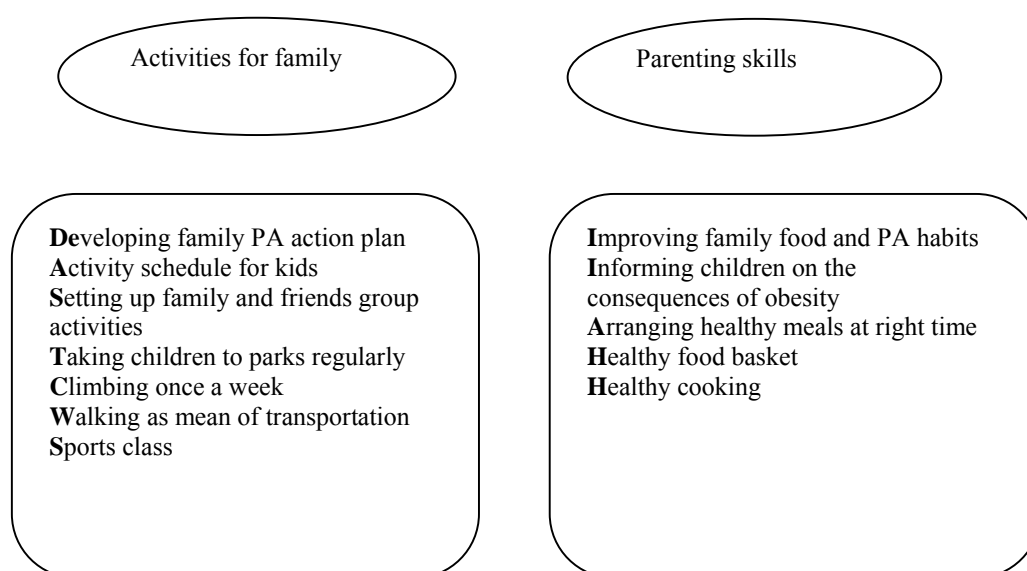 Activities for family
Parenting skills
Developing family PA action plan
Activity schedule for kids
Setting up family and friends group
activities
Taking children to parks regularly
Climbing once a week
Walking as mean of transportation
Sports class
Improving family food and PA habits
Informing children on the
consequences of obesity
Arranging healthy meals at right time
Healthy food basket
Healthy cooking